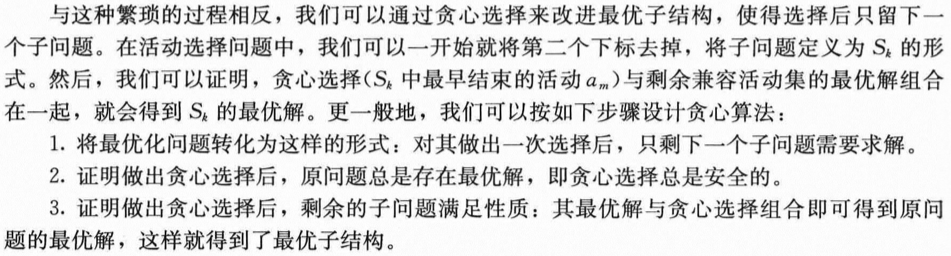 与这种繁琐的过程相反，我们可以通过贪心选择来改进最优子结构，使得选择后只留下一
个子问题。在活动选择问题中，我们可以一开始就将第二个下标去掉，将子问题定义为 Sₖ 的形
式。然后，我们可以证明，贪心选择(Sₖ 中最早结束的活动 aₘ)与剩余兼容活动集的最优解组合
在一起，就会得到 Sₖ 的最优解。更一般地，我们可以按如下步骤设计贪心算法：
1. 将最优化问题转化为这样的形式：对其做出一次选择后，只剩下一个子问题需要求解。
2. 证明做出贪心选择后，原问题总是存在最优解，即贪心选择总是安全的。
3. 证明做出贪心选择后，剩余的子问题满足性质：其最优解与贪心选择组合即可得到原问
题的最优解，这样就得到了最优子结构。